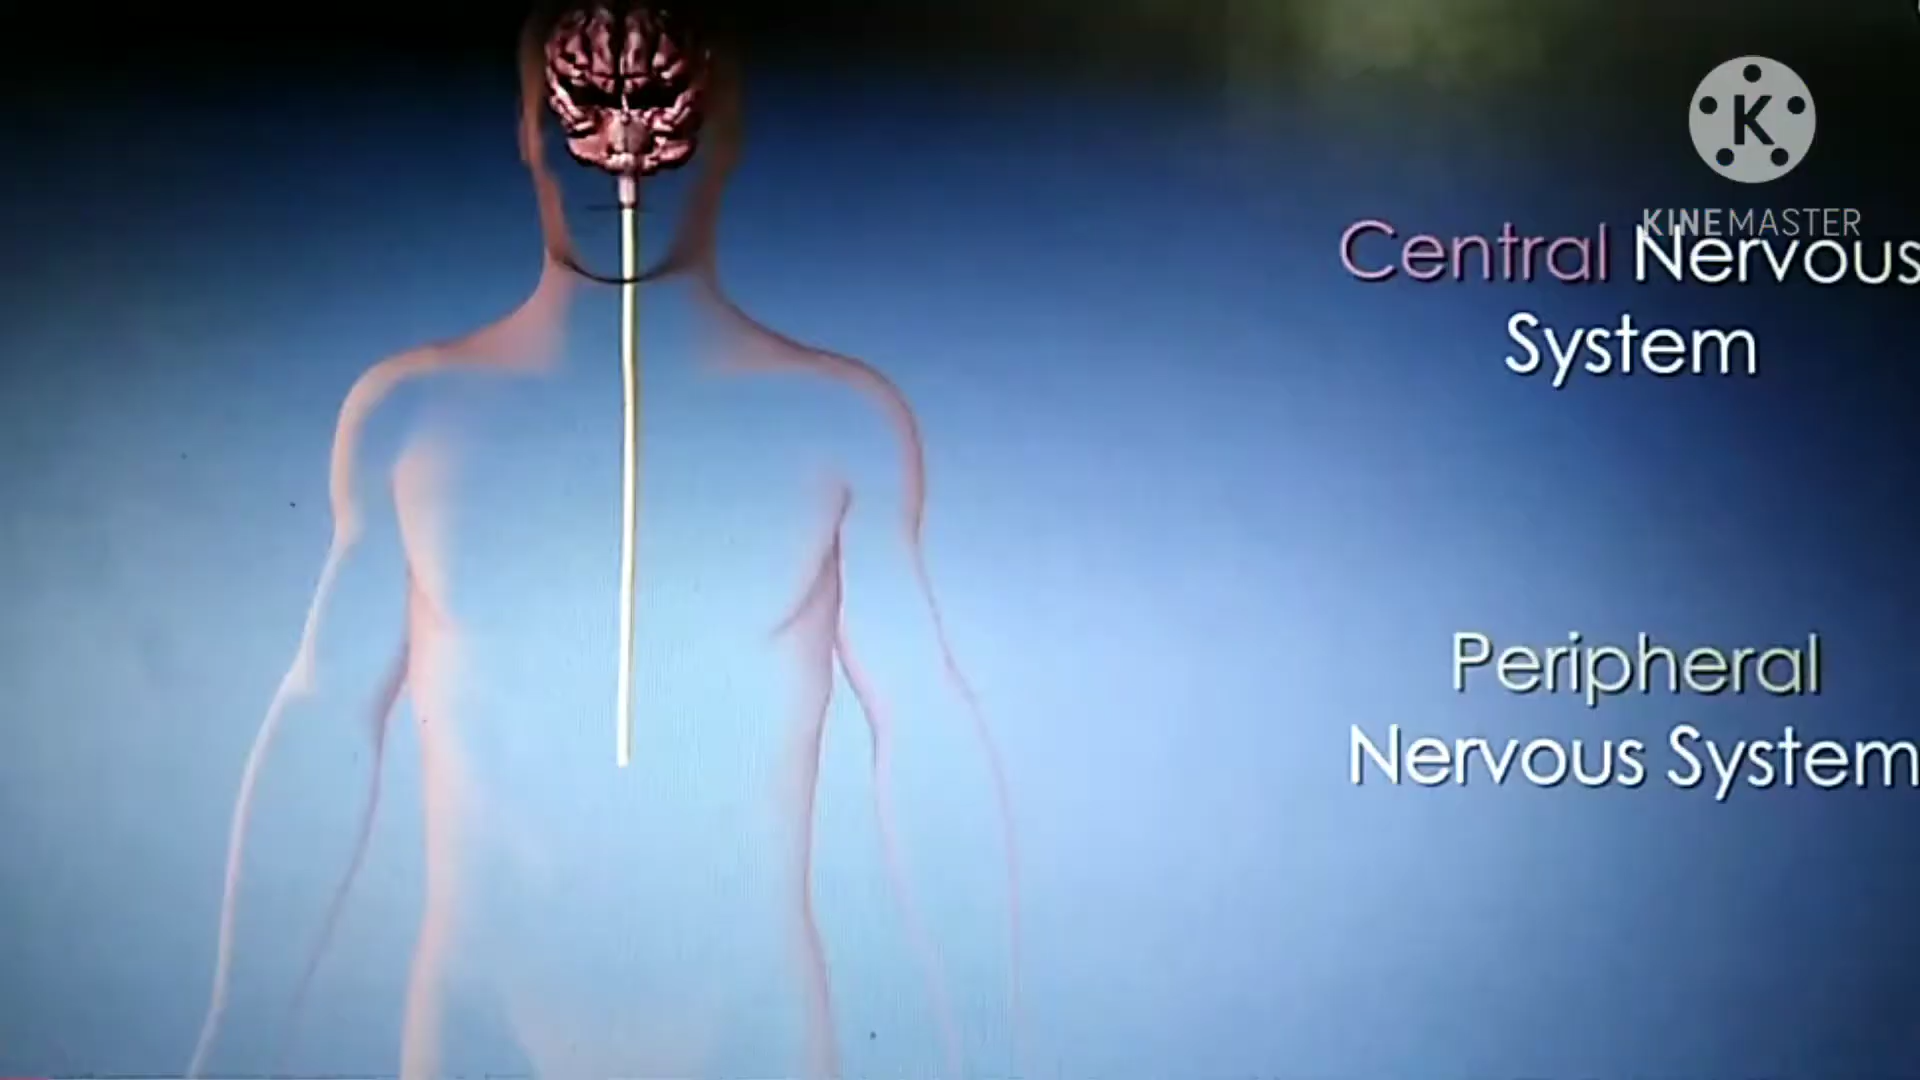 K
KINEMASTER
Central Nervous
System
Peripheral
Nervous System